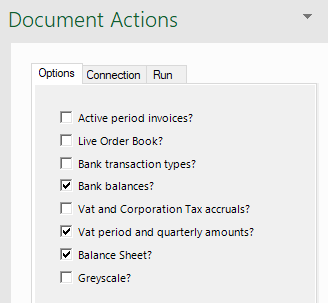 Document Actions
Options Connection Run
Active period invoices?
Live Order Book?
Bank transaction types?
Bank balances?
Vat and Corporation Tax accruals?
Vat period and quarterly amounts?
Balance Sheet?
Greyscale?